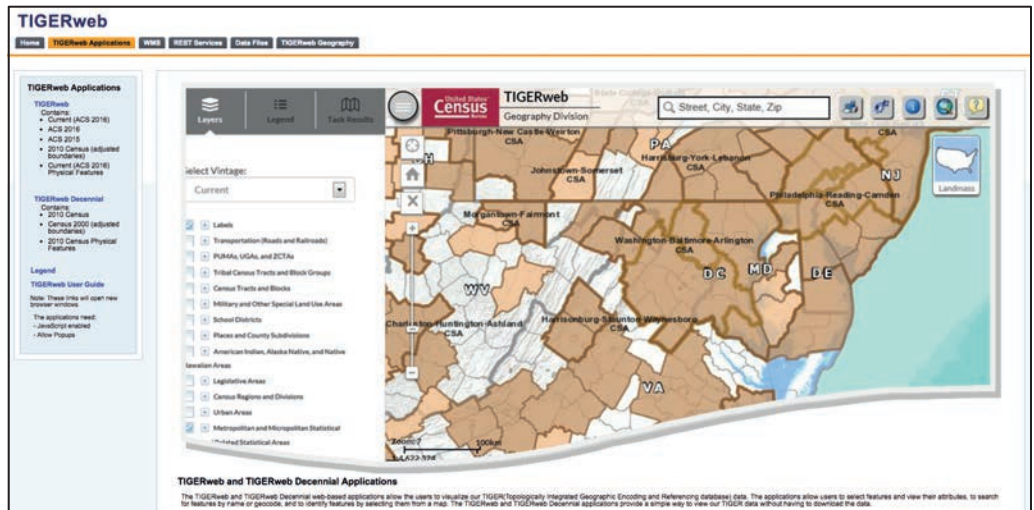 TIGERweb
Home
TIGERweb Applications
WMS
REST Services
Data Files
TIGERweb Geography
TIGERweb Applications
TIGERweb
Contains:
• Current (ACS 2016)
• ACS 2016
• ACS 2015
• 2010 Census (adjusted
boundaries)
• Current (ACS 2016)
Physical Features
TIGERweb Decennial
Contains:
• 2010 Census
• Census 2000 (adjusted
boundaries)
• 2010 Census Physical
Features
Legend
TIGERweb User Guide
Note: These links will open new
browser windows.
The applications need:
- JavaScript enabled
- Allow Popups
Layers
Legend
Task Results
elect Vintage:
Current
Labels
Transportation (Roads and Railroads)
PUMAs, UGAs, and ZCTAs
Tribal Census Tracts and Block Groups
Census Tracts and Blocks
Military and Other Special Land Use Areas
School Districts
Places and County Subdivisions
American Indian, Alaska Native, and Native
awaiian Areas
Legislative Areas
Census Regions and Divisions
Urban Areas
Metropolitan and Micropolitan Statistical
Related Statistical Areas
United States
Census
Bureau
TIGERweb
Geography Division
Street, City, State, Zip
Landmass
CSA
Pittsburgh-New Castle-Weirton
CSA
PA
Harrisburg-York-Lebanon
CSA
Johnstown-Somerset
CSA
NJ
Philadelphia-Reading-Camden
CSA
Morgantown-Fairmont
CSA
Washington-Baltimore-Arlington
CSA
DC
MD
DE
WV
Charleston-Huntington-Ashland
CSA
Harrisonburg-Staunton-Waynesboro
CSA
VA
Zoom: 7
100km
TIGERweb and TIGERweb Decennial Applications
The TIGERweb and TIGERweb Decennial web-based applications allow the users to visualize our TIGER(Topologically Integrated Geographic Encoding and Referencing database) data. The applications allow users to select features and view their attributes, to search
for features by name or geocode, and to identify features by selecting them from a map. The TIGERweb and TIGERweb Decennial applications provide a simple way to view our TIGER data without having to download the data.